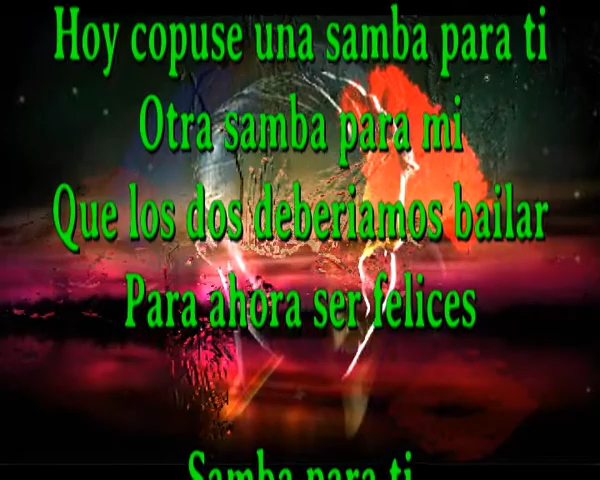 Hoy copuse una samba para ti
Otra samba para mi
Que los dos deberiamos bailar
Para ahora ser felices
Samba para ti